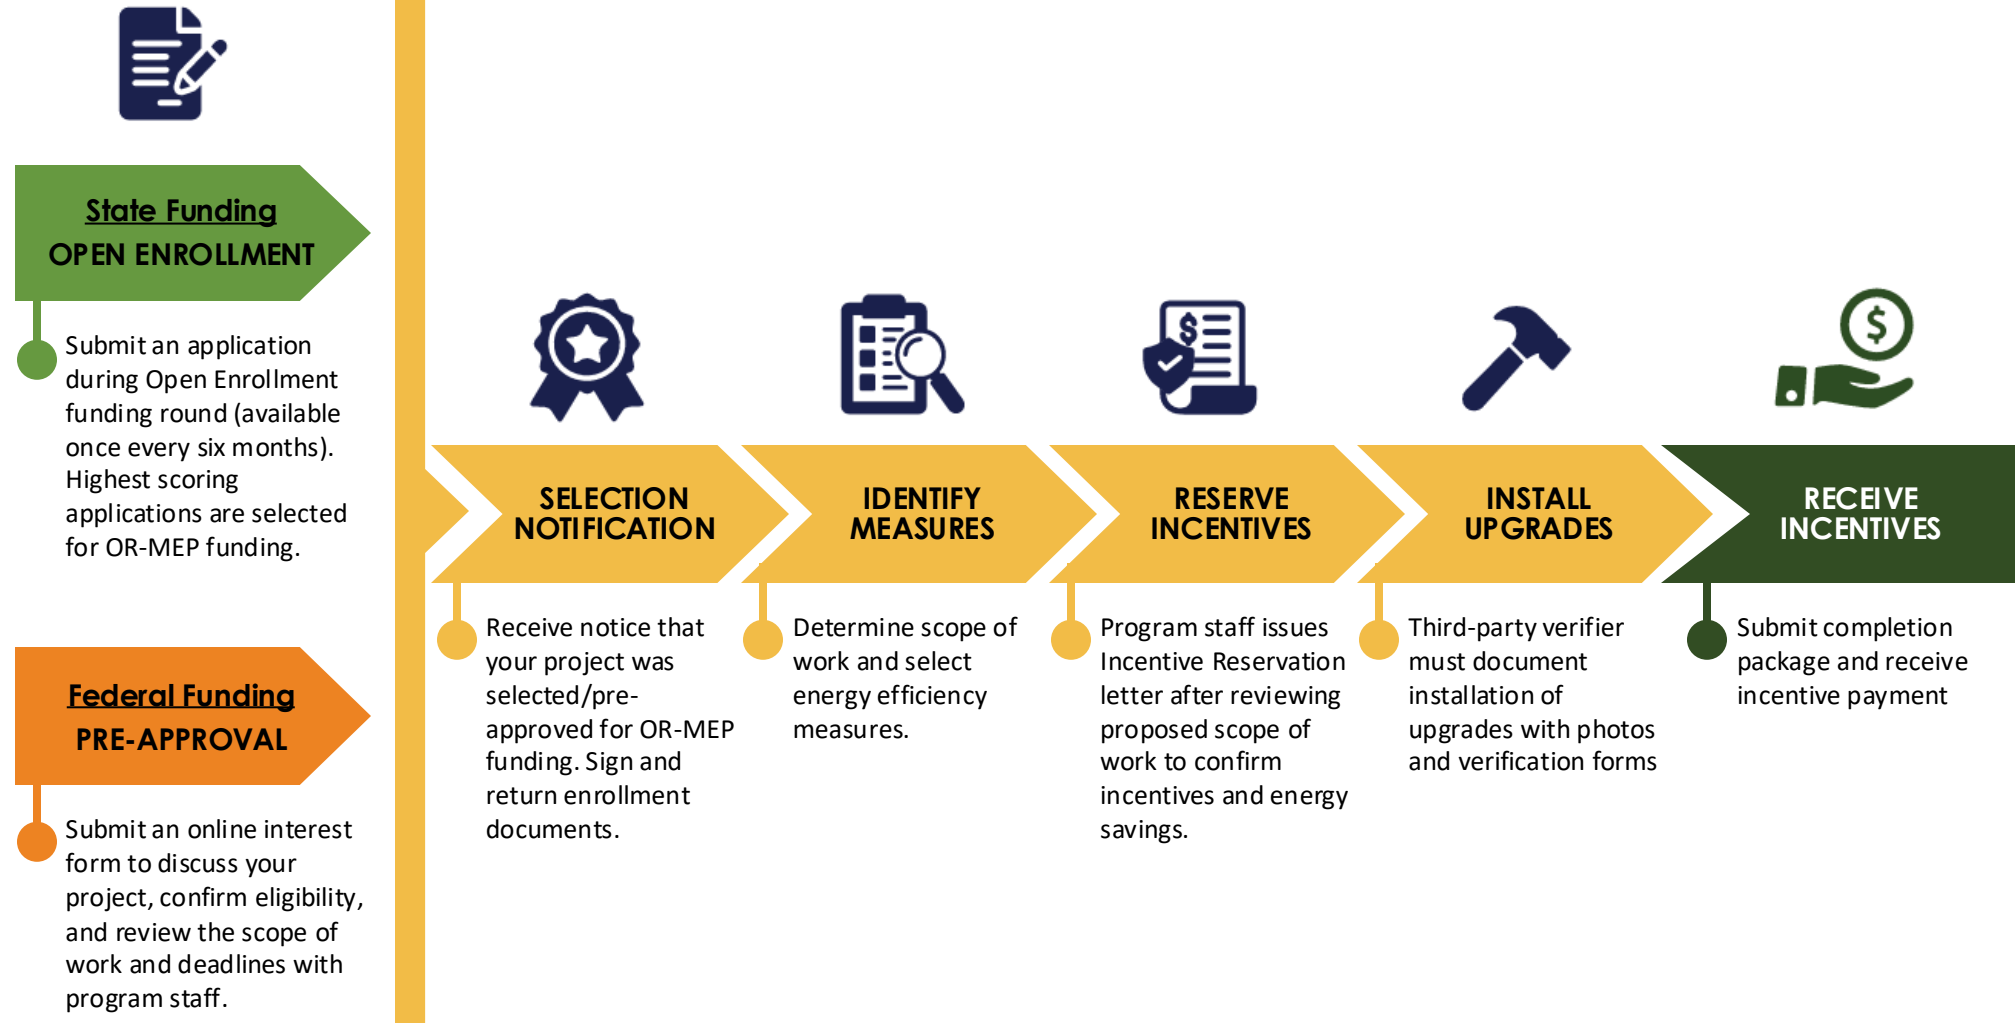 State Funding
OPEN ENROLLMENT
Submit an application
during Open Enrollment
funding round (available
once every six months).
Highest scoring
applications are selected
for OR-MEP funding.
Federal Funding
PRE-APPROVAL
Submit an online interest
form to discuss your
project, confirm eligibility,
and review the scope of
work and deadlines with
program staff.
SELECTION
NOTIFICATION
Receive notice that
your project was
selected/pre-
approved for OR-MEP
funding. Sign and
return enrollment
documents.
IDENTIFY
MEASURES
Determine scope of
work and select
energy efficiency
measures.
$
RESERVE
INCENTIVES
Program staff issues
Incentive Reservation
letter after reviewing
proposed scope of
work to confirm
incentives and energy
savings.
INSTALL
UPGRADES
Third-party verifier
must document
installation of
upgrades with photos
and verification forms
$
RECEIVE
INCENTIVES
Submit completion
package and receive
incentive payment